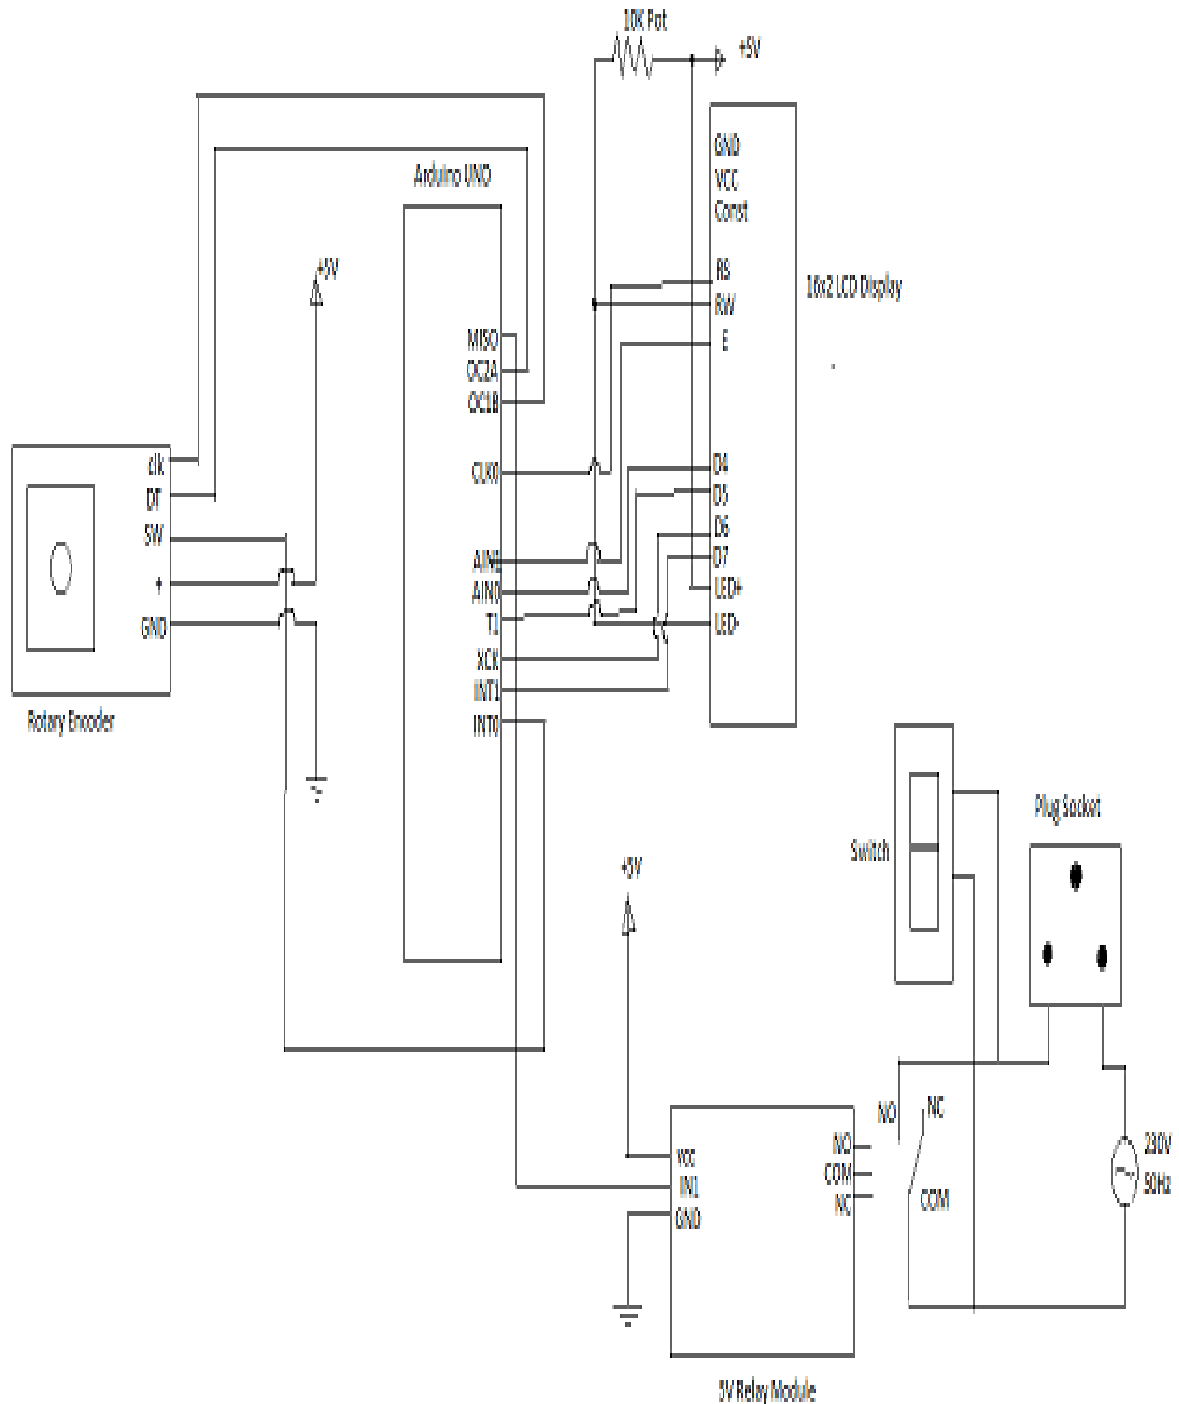 10K Pot
+5V
GND
VCC
Const
Arduino UNO
+5V
RS
RW
E
16x2 LCD Display
MISO
OC2A
OC1B
clk
DT
SW
+
GND
Rotary Encoder
CLK0
AIN1
AIN0
T1
XCK
INT1
INT0
D4
D5
D6
D7
LED+
LED-
Switch
Plug Socket
+5V
NO
NC
COM
230V
50Hz
VCC
IN1
GND
NO
COM
NC
5V Relay Module